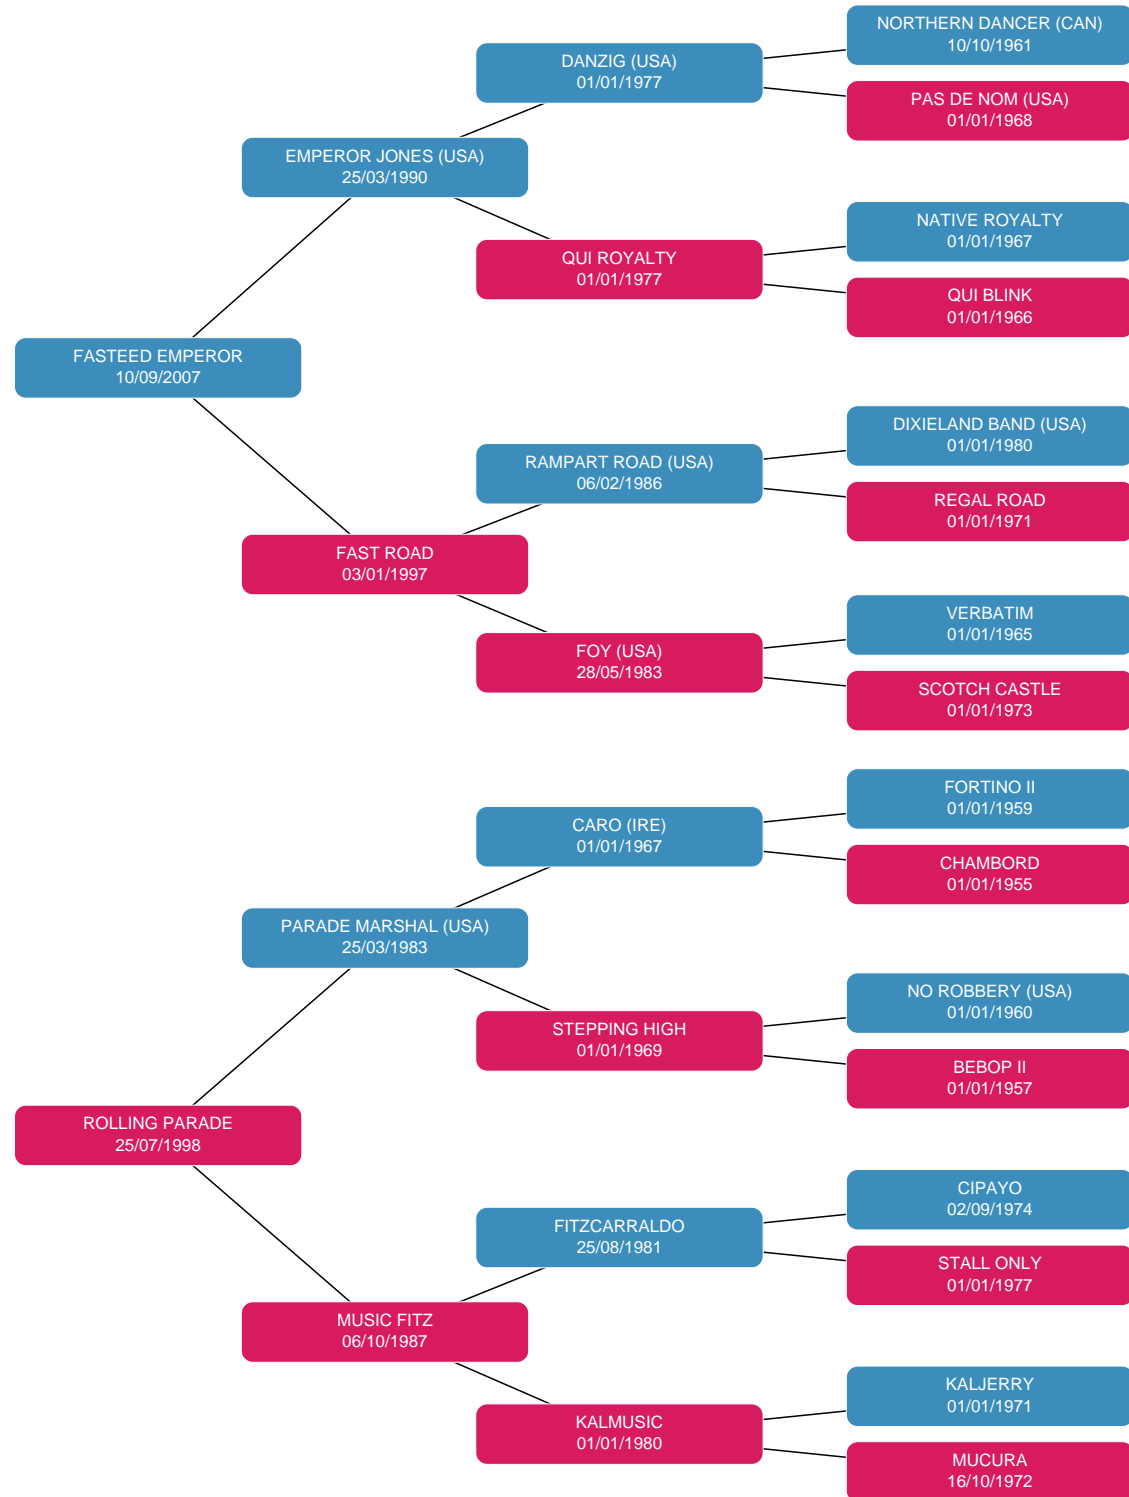 NORTHERN DANCER (CAN)
10/10/1961
DANZIG (USA)
01/01/1977
PAS DE NOM (USA)
01/01/1968
EMPEROR JONES (USA)
25/03/1990
NATIVE ROYALTY
01/01/1967
QUI ROYALTY
01/01/1977
QUI BLINK
01/01/1966
FASTEED EMPEROR
10/09/2007
DIXIELAND BAND (USA)
01/01/1980
RAMPART ROAD (USA)
06/02/1986
REGAL ROAD
01/01/1971
FAST ROAD
03/01/1997
VERBATIM
01/01/1965
FOY (USA)
28/05/1983
SCOTCH CASTLE
01/01/1973
FORTINO II
01/01/1959
CARO (IRE)
01/01/1967
CHAMBORD
01/01/1955
PARADE MARSHAL (USA)
25/03/1983
NO ROBBERY (USA)
01/01/1960
STEPPING HIGH
01/01/1969
BEBOP II
01/01/1957
ROLLING PARADE
25/07/1998
CIPAYO
02/09/1974
FITZCARRALDO
25/08/1981
STALL ONLY
01/01/1977
MUSIC FITZ
06/10/1987
KALJERRY
01/01/1971
KALMUSIC
01/01/1980
MUCURA
16/10/1972